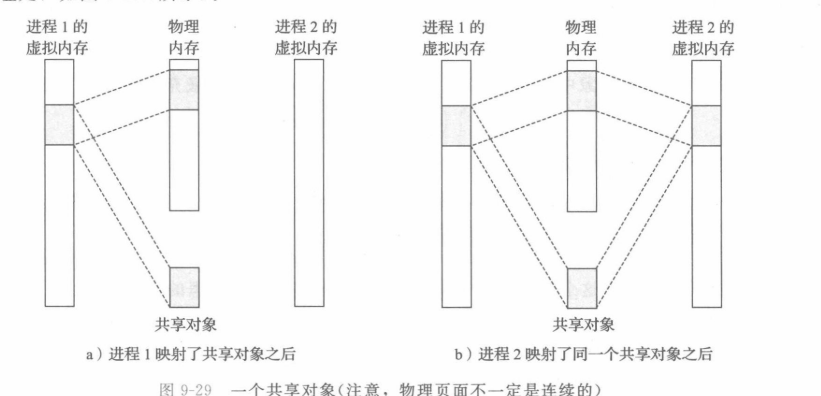 进程 1 的
虚拟内存
物理
内存
进程 2 的
虚拟内存
共享对象
a）进程 1 映射了共享对象之后
进程 1 的
虚拟内存
物理
内存
进程 2 的
虚拟内存
共享对象
b）进程 2 映射了同一个共享对象之后
图 9-29 一个共享对象(注意，物理页面不一定是连续的)